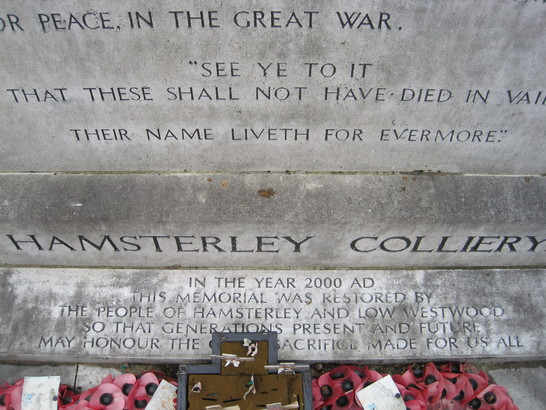 OR PEACE, IN THE GREAT WAR.
"SEE YE TO IT
THAT THESE SHALL NOT HAVE DIED IN VAIN
THEIR NAME LIVETH FOR EVERMORE."
HAMSTERLEY COLLIERY
IN THE YEAR 2000 AD
THIS MEMORIAL WAS RESTORED BY
THE PEOPLE OF HAMSTERLEY AND LOW WESTWOOD
SO THAT GENERATIONS PRESENT AND FUTURE
MAY HONOUR THE SACRIFICE MADE FOR US ALL